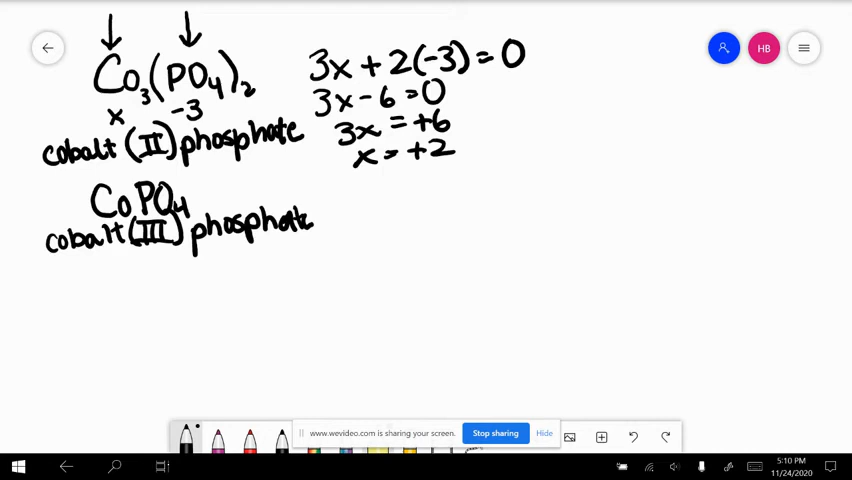 HB
Co₃(PO₄)₂
x -3
cobalt (II) phosphate
3x + 2(-3) = 0
3x - 6 = 0
3x = +6
x = +2
CoPO₄
cobalt (III) phosphate
www.wevideo.com is sharing your screen.
Stop sharing
Hide
5:10 PM
11/24/2020